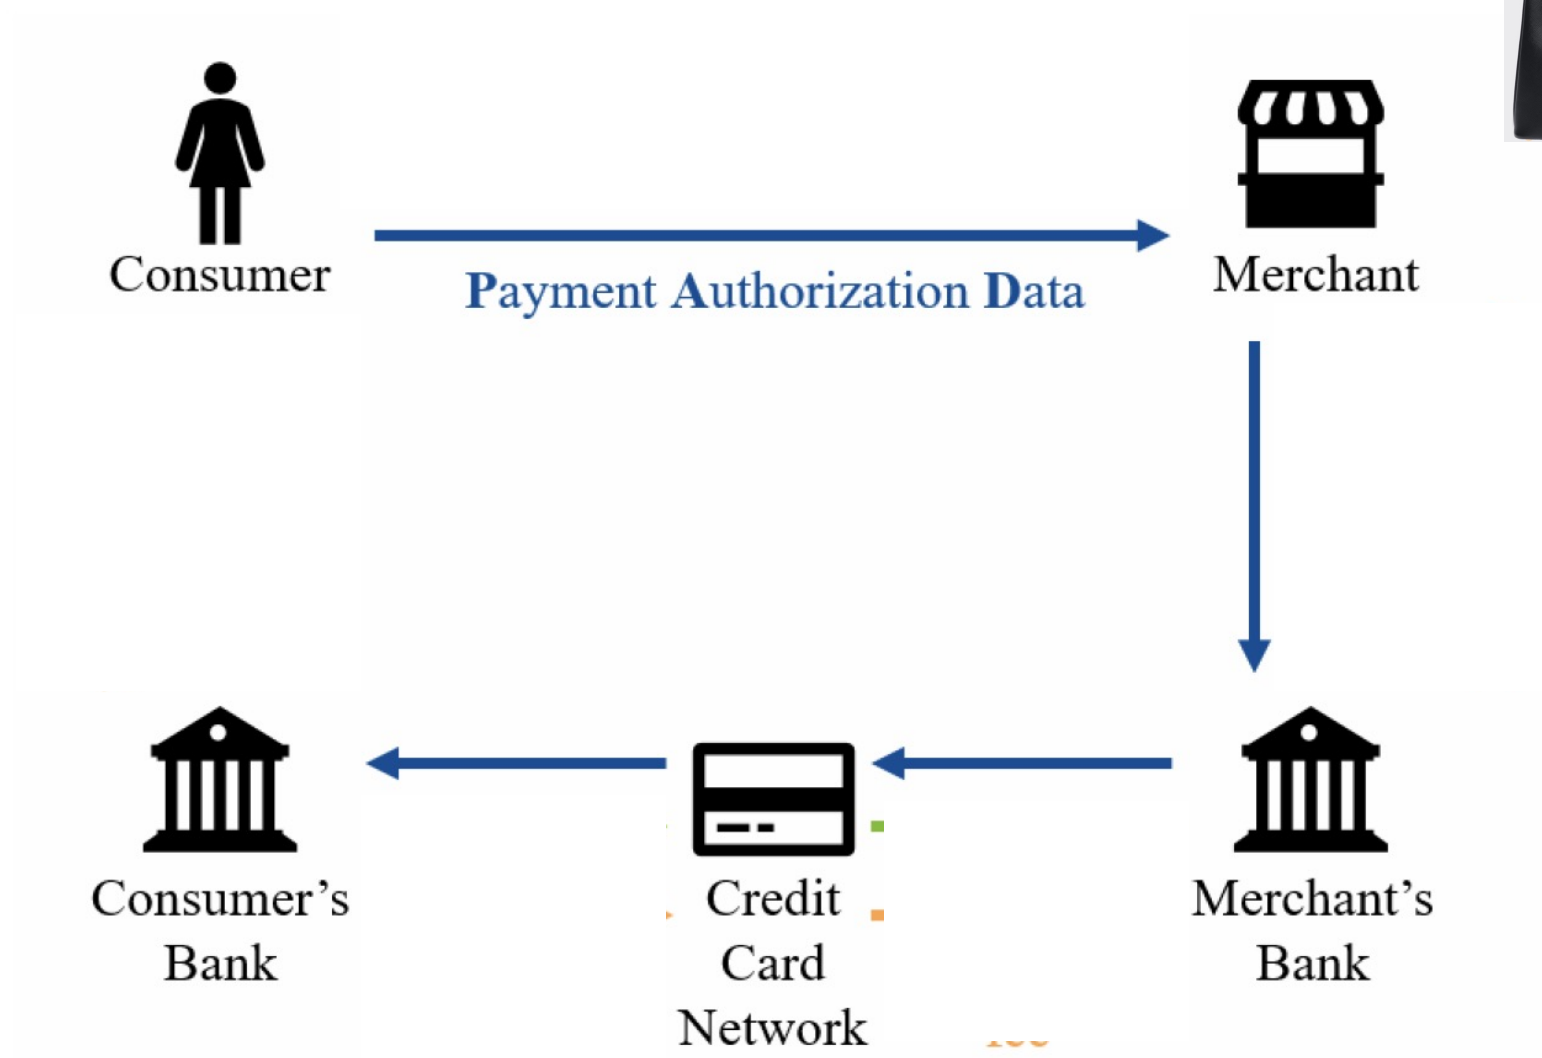 Consumer
Payment Authorization Data
Merchant
Consumer’s
Bank
Credit
Card
Network
Merchant’s
Bank